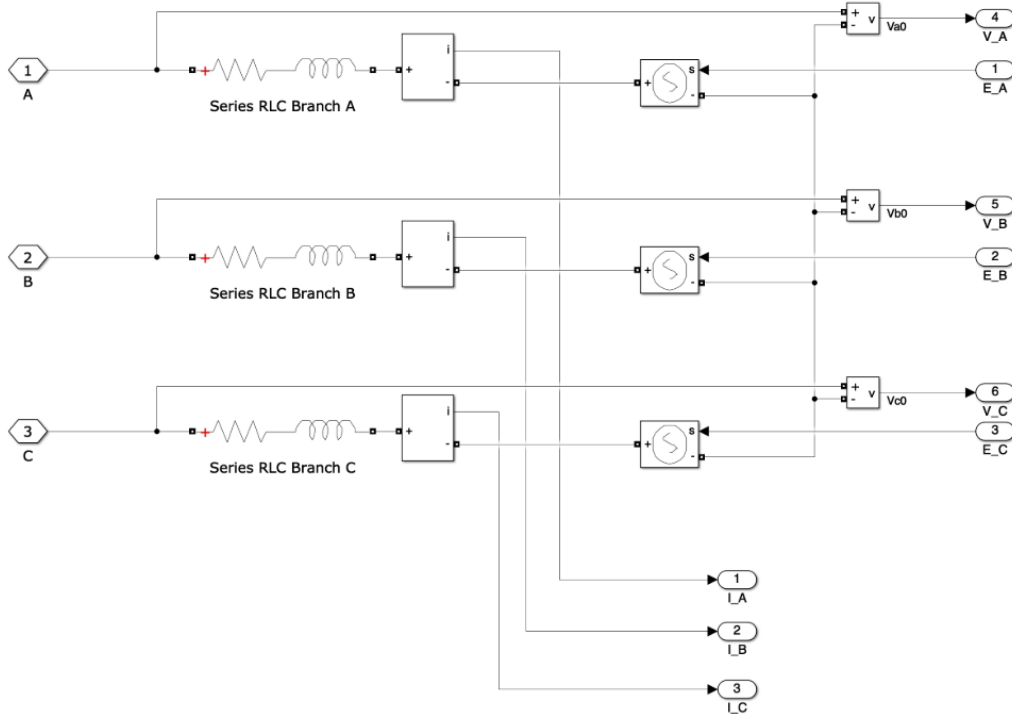 + v 4
- Va0 V_A
1 + i s 1
A + - + - E_A
Series RLC Branch A
+ v 5
- Vb0 V_B
2 + i s 2
B + - + - E_B
Series RLC Branch B
+ v 6
- Vc0 V_C
3 + i s 3
C + - + - E_C
Series RLC Branch C
1
I_A
2
I_B
3
I_C